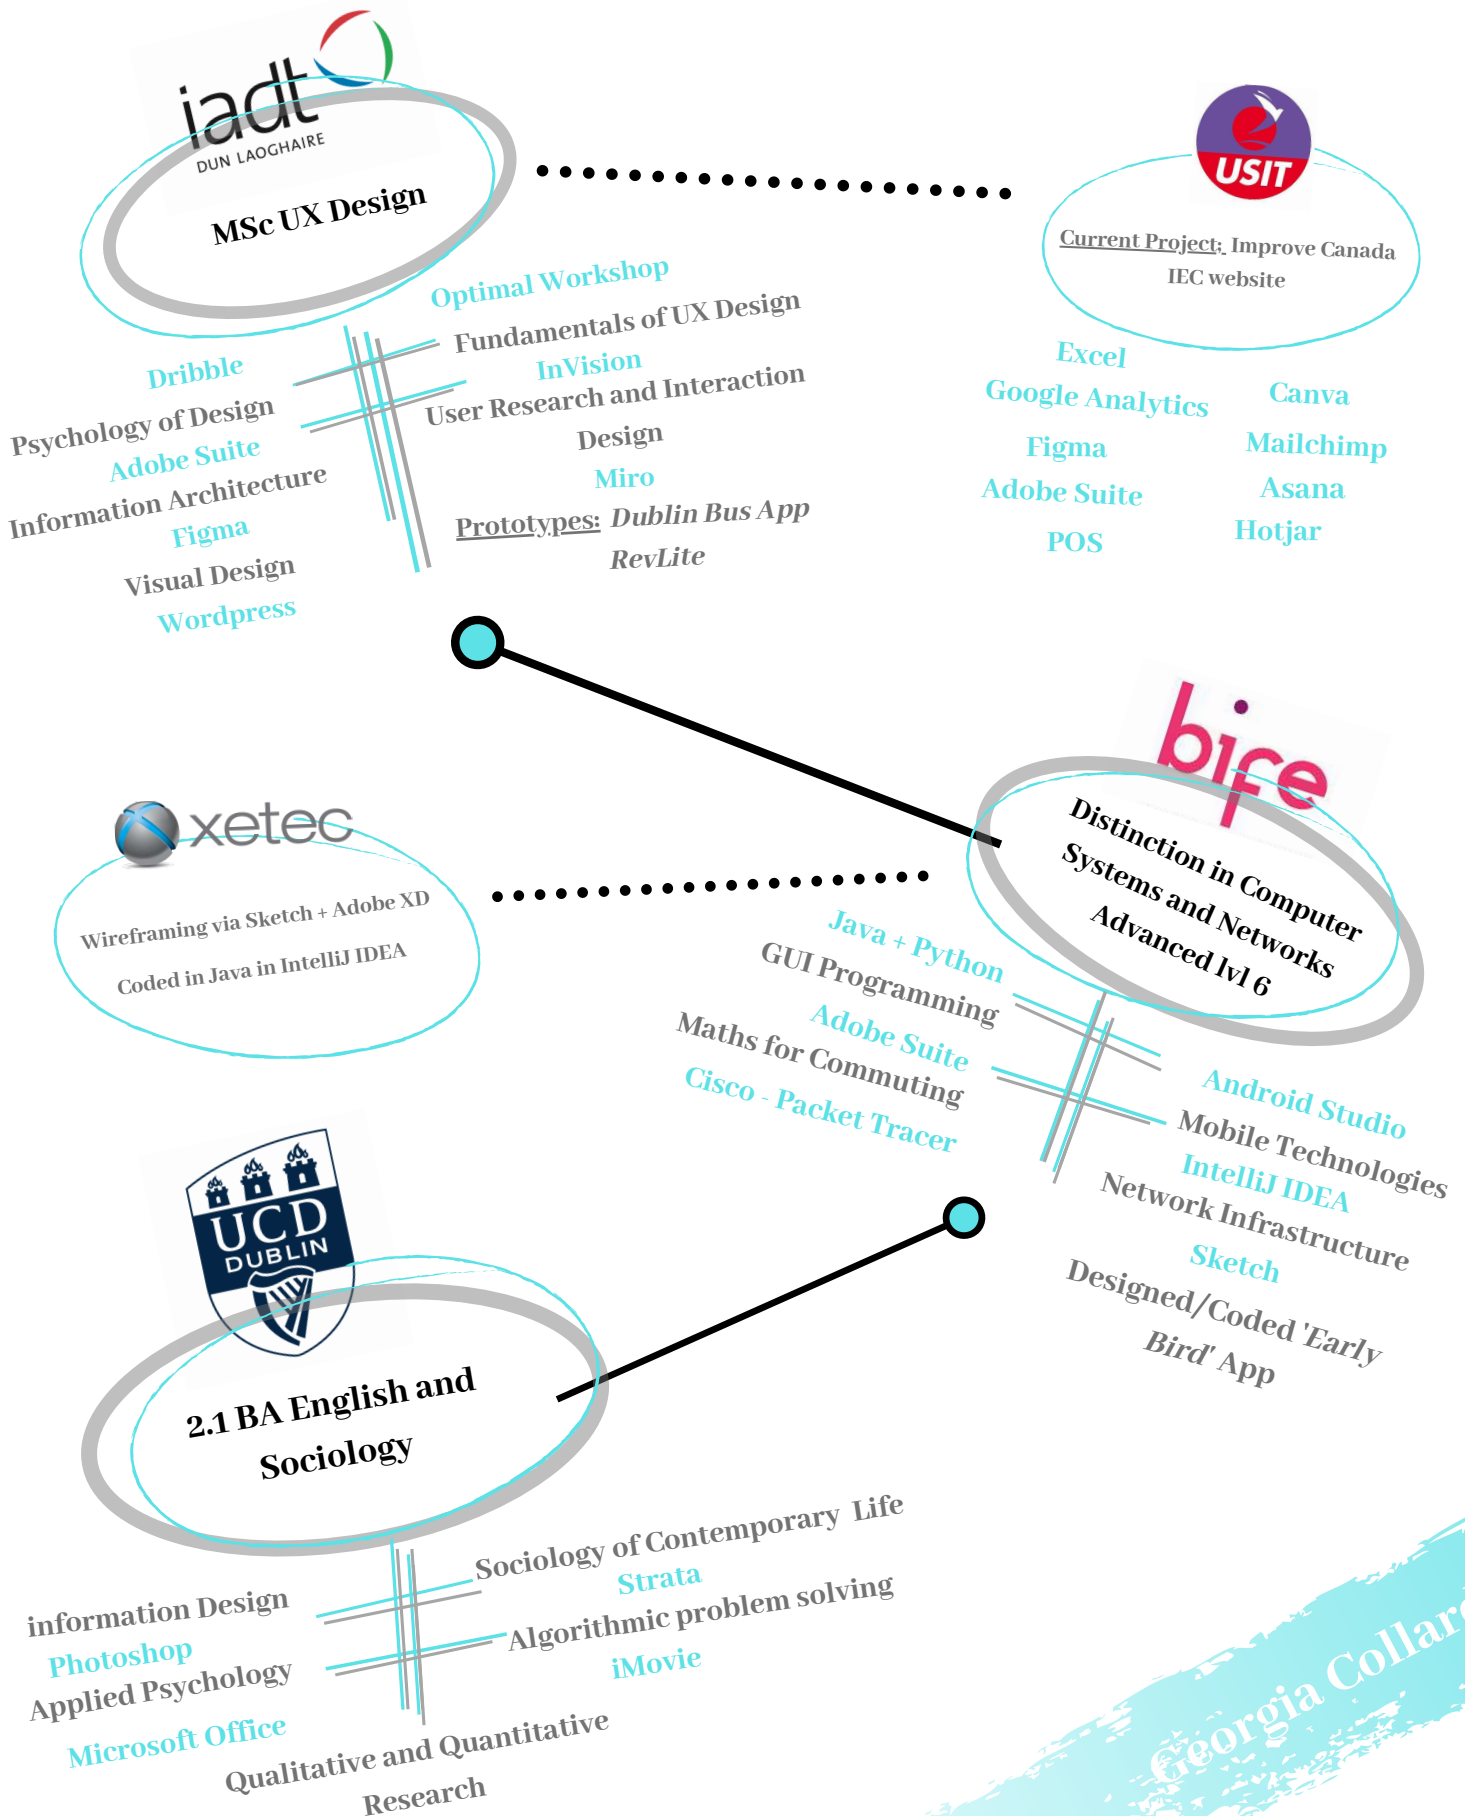 iadt
DUN LAOGHAIRE
MSc UX Design
USIT
Current Project; Improve Canada
IEC website
Optimal Workshop
Fundamentals of UX Design
InVision
User Research and Interaction
Design
Miro
Prototypes: Dublin Bus App
RevLite
Dribble
Psychology of Design
Adobe Suite
Information Architecture
Figma
Visual Design
Wordpress
Excel
Google Analytics
Figma
Adobe Suite
POS
Canva
Mailchimp
Asana
Hotjar
bife
Distinction in Computer
Systems and Networks
Advanced lvl 6
xetec
Wireframing via Sketch + Adobe XD
Coded in Java in IntelliJ IDEA
Java + Python
GUI Programming
Adobe Suite
Maths for Commuting
Cisco - Packet Tracer
Android Studio
Mobile Technologies
IntelliJ IDEA
Network Infrastructure
Sketch
Designed/Coded 'Early
Bird' App
UCD
DUBLIN
2.1 BA English and
Sociology
Sociology of Contemporary Life
Strata
Algorithmic problem solving
iMovie
information Design
Photoshop
Applied Psychology
Microsoft Office
Qualitative and Quantitative
Research
Georgia